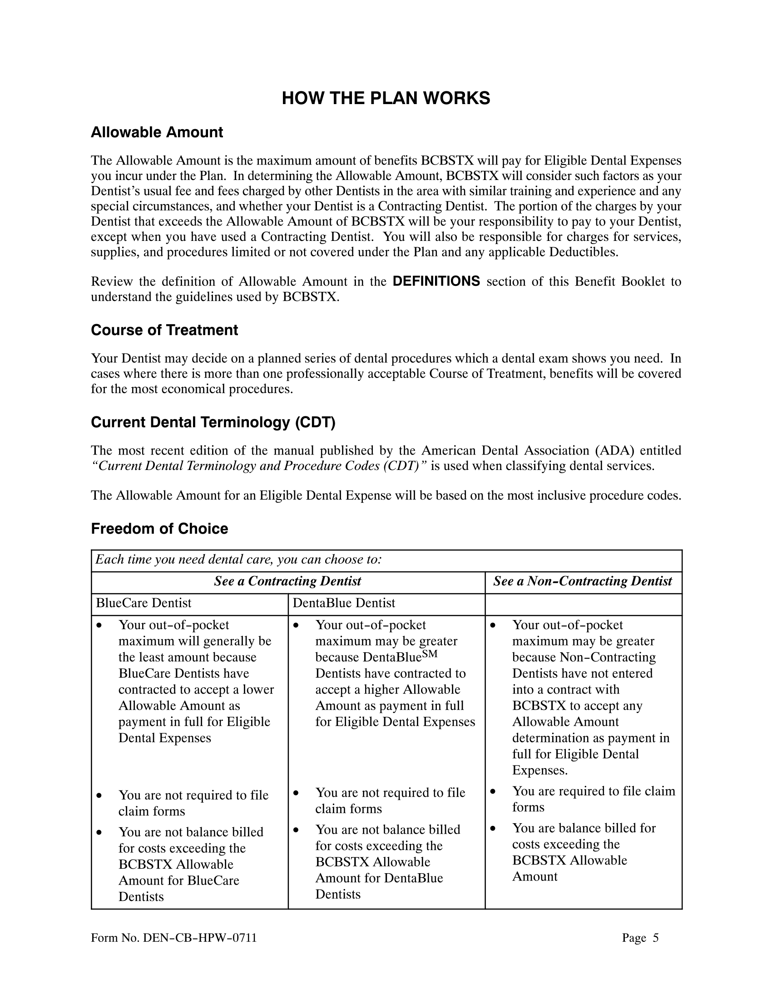 HOW THE PLAN WORKS
Allowable Amount
The Allowable Amount is the maximum amount of benefits BCBSTX will pay for Eligible Dental Expenses
you incur under the Plan.  In determining the Allowable Amount, BCBSTX will consider such factors as your
Dentist's usual fee and fees charged by other Dentists in the area with similar training and experience and any
special circumstances, and whether your Dentist is a Contracting Dentist.  The portion of the charges by your
Dentist that exceeds the Allowable Amount of BCBSTX will be your responsibility to pay to your Dentist,
except when you have used a Contracting Dentist.  You will also be responsible for charges for services,
supplies, and procedures limited or not covered under the Plan and any applicable Deductibles.
Review the definition of Allowable Amount in the DEFINITIONS section of this Benefit Booklet to
understand the guidelines used by BCBSTX.
Course of Treatment
Your Dentist may decide on a planned series of dental procedures which a dental exam shows you need.  In
cases where there is more than one professionally acceptable Course of Treatment, benefits will be covered
for the most economical procedures.
Current Dental Terminology (CDT)
The most recent edition of the manual published by the American Dental Association (ADA) entitled
“Current Dental Terminology and Procedure Codes (CDT)” is used when classifying dental services.
The Allowable Amount for an Eligible Dental Expense will be based on the most inclusive procedure codes.
Freedom of Choice
Each time you need dental care, you can choose to:
See a Contracting Dentist
See a Non-Contracting Dentist
BlueCare Dentist
DentaBlue Dentist
• Your out-of-pocket
maximum will generally be
the least amount because
BlueCare Dentists have
contracted to accept a lower
Allowable Amount as
payment in full for Eligible
Dental Expenses
• You are not required to file
claim forms
• You are not balance billed
for costs exceeding the
BCBSTX Allowable
Amount for BlueCare
Dentists
• Your out-of-pocket
maximum may be greater
because DentaBlueSM
Dentists have contracted to
accept a higher Allowable
Amount as payment in full
for Eligible Dental Expenses
• You are not required to file
claim forms
• You are not balance billed
for costs exceeding the
BCBSTX Allowable
Amount for DentaBlue
Dentists
• Your out-of-pocket
maximum may be greater
because Non-Contracting
Dentists have not entered
into a contract with
BCBSTX to accept any
Allowable Amount
determination as payment in
full for Eligible Dental
Expenses.
• You are required to file claim
forms
• You are balance billed for
costs exceeding the
BCBSTX Allowable
Amount
Form No. DEN-CB-HPW-0711
Page 5